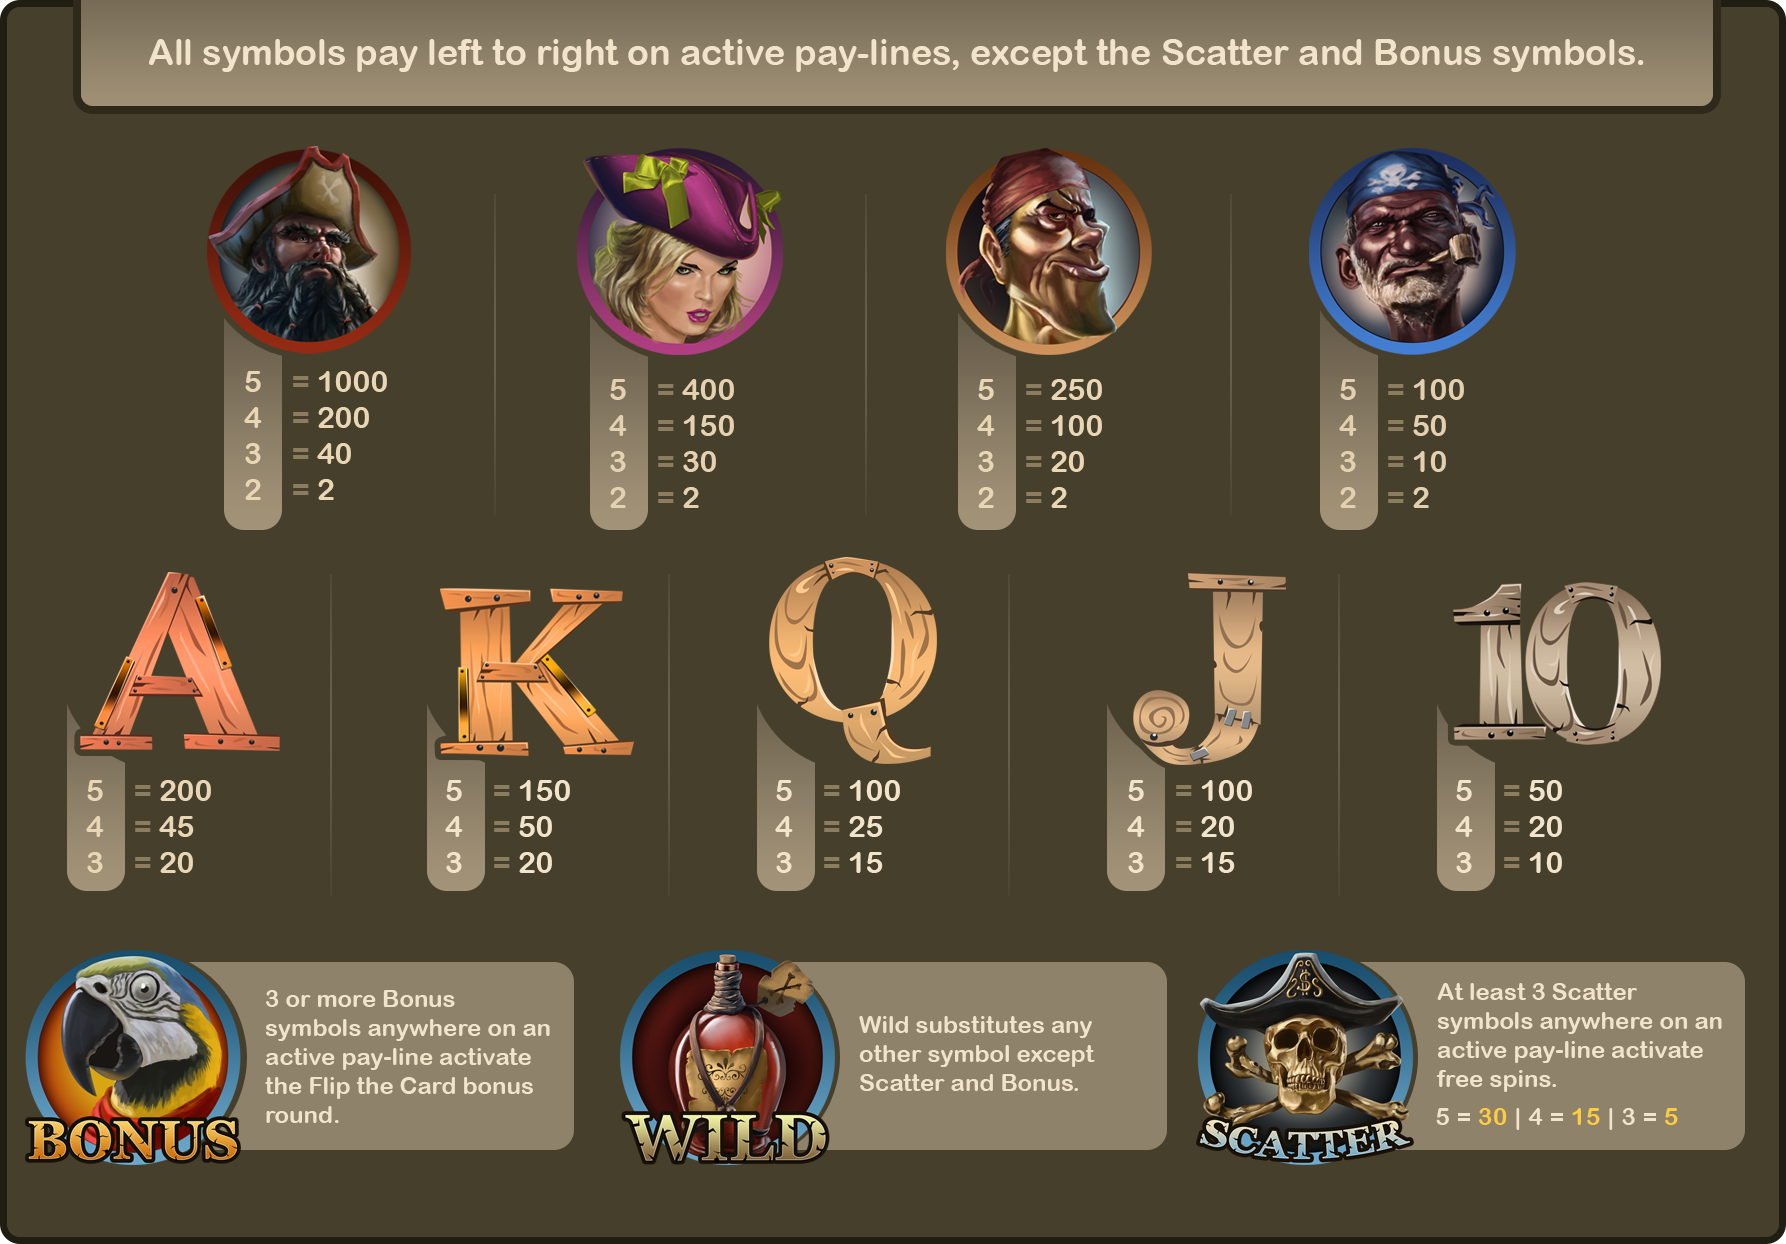 All symbols pay left to right on active pay-lines, except the Scatter and Bonus symbols.
5 = 1000
4 = 200
3 = 40
2 = 2
5 = 400
4 = 150
3 = 30
2 = 2
5 = 250
4 = 100
3 = 20
2 = 2
5 = 100
4 = 50
3 = 10
2 = 2
A
5 = 200
4 = 45
3 = 20
K
5 = 150
4 = 50
3 = 20
Q
5 = 100
4 = 25
3 = 15
J
5 = 100
4 = 20
3 = 15
10
5 = 50
4 = 20
3 = 10
BONUS
3 or more Bonus
symbols anywhere on an
active pay-line activate
the Flip the Card bonus
round.
WILD
Wild substitutes any
other symbol except
Scatter and Bonus.
$
SCATTER
At least 3 Scatter
symbols anywhere on an
active pay-line activate
free spins.
5 = 30 | 4 = 15 | 3 = 5